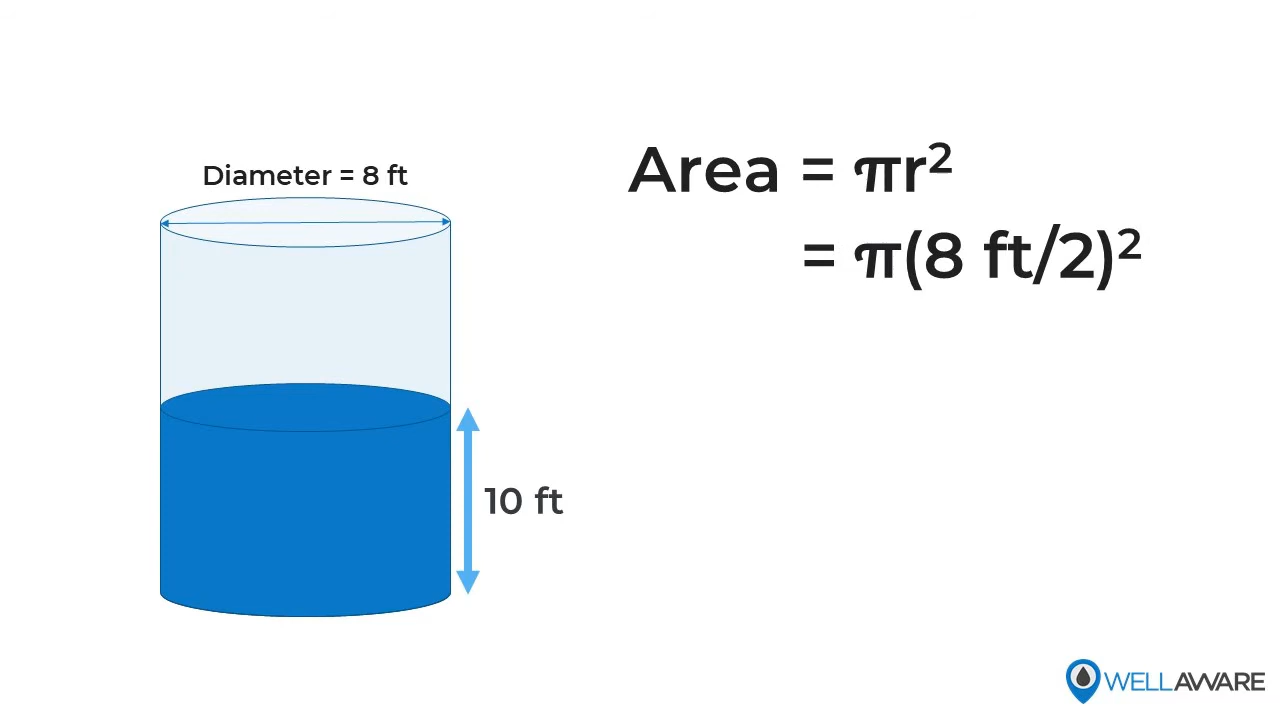 Diameter = 8 ft
Area = πr²
= π(8 ft/2)²
10 ft
WELLAWARE